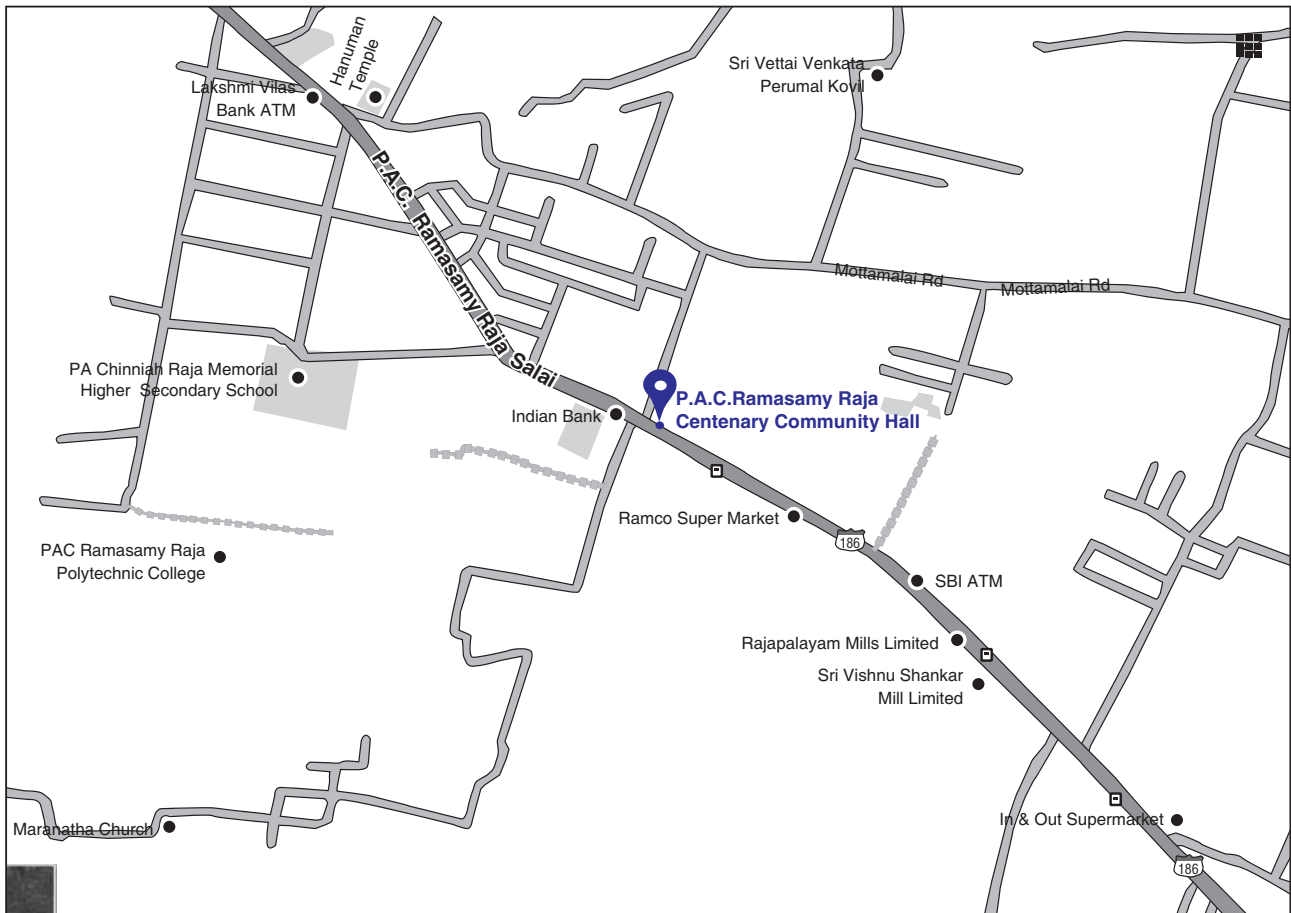 Hanuman
Temple
Lakshmi Vilas
Bank ATM
Sri Vettai Venkata
Perumal Kovil
P.A.C. Ramasamy Raja Salai
Mottamalai Rd
Mottamalai Rd
PA Chinniah Raja Memorial
Higher Secondary School
Indian Bank
P.A.C.Ramasamy Raja
Centenary Community Hall
Ramco Super Market
186
PAC Ramasamy Raja
Polytechnic College
SBI ATM
Rajapalayam Mills Limited
Sri Vishnu Shankar
Mill Limited
Maranatha Church
In & Out Supermarket
186